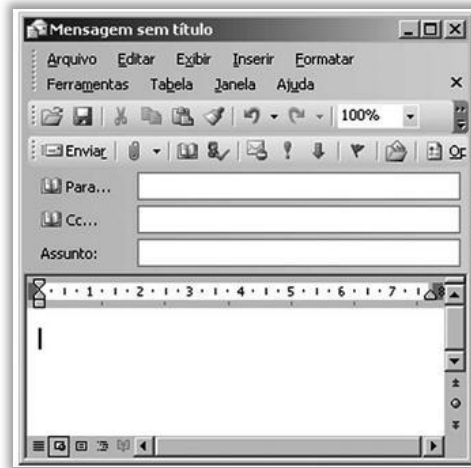 Mensagem sem título
Arquivo Editar Exibir Inserir Formatar
Ferramentas Tabela Janela Ajuda
100%
Enviar
Para...
Cc...
Assunto:
1 2 3 4 5 6 7 8